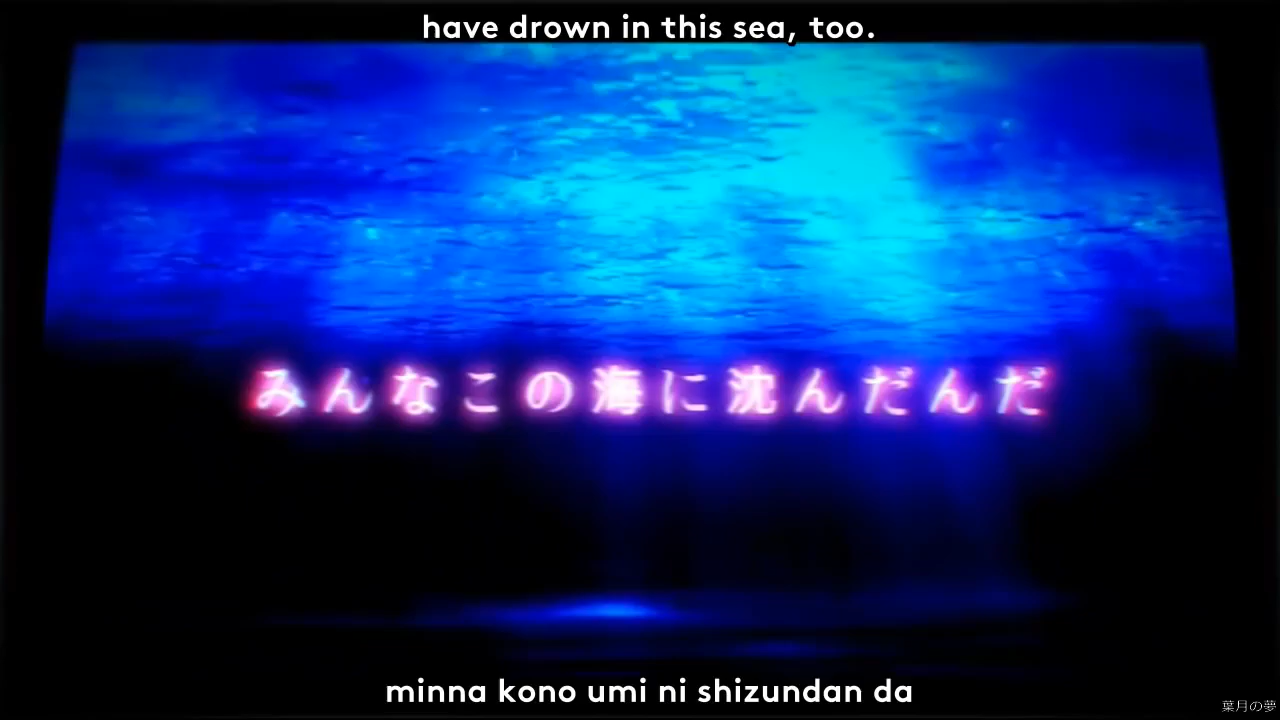 have drown in this sea, too.
みんなこの海に沈んだんだ
minna kono umi ni shizundan da
葉月の夢